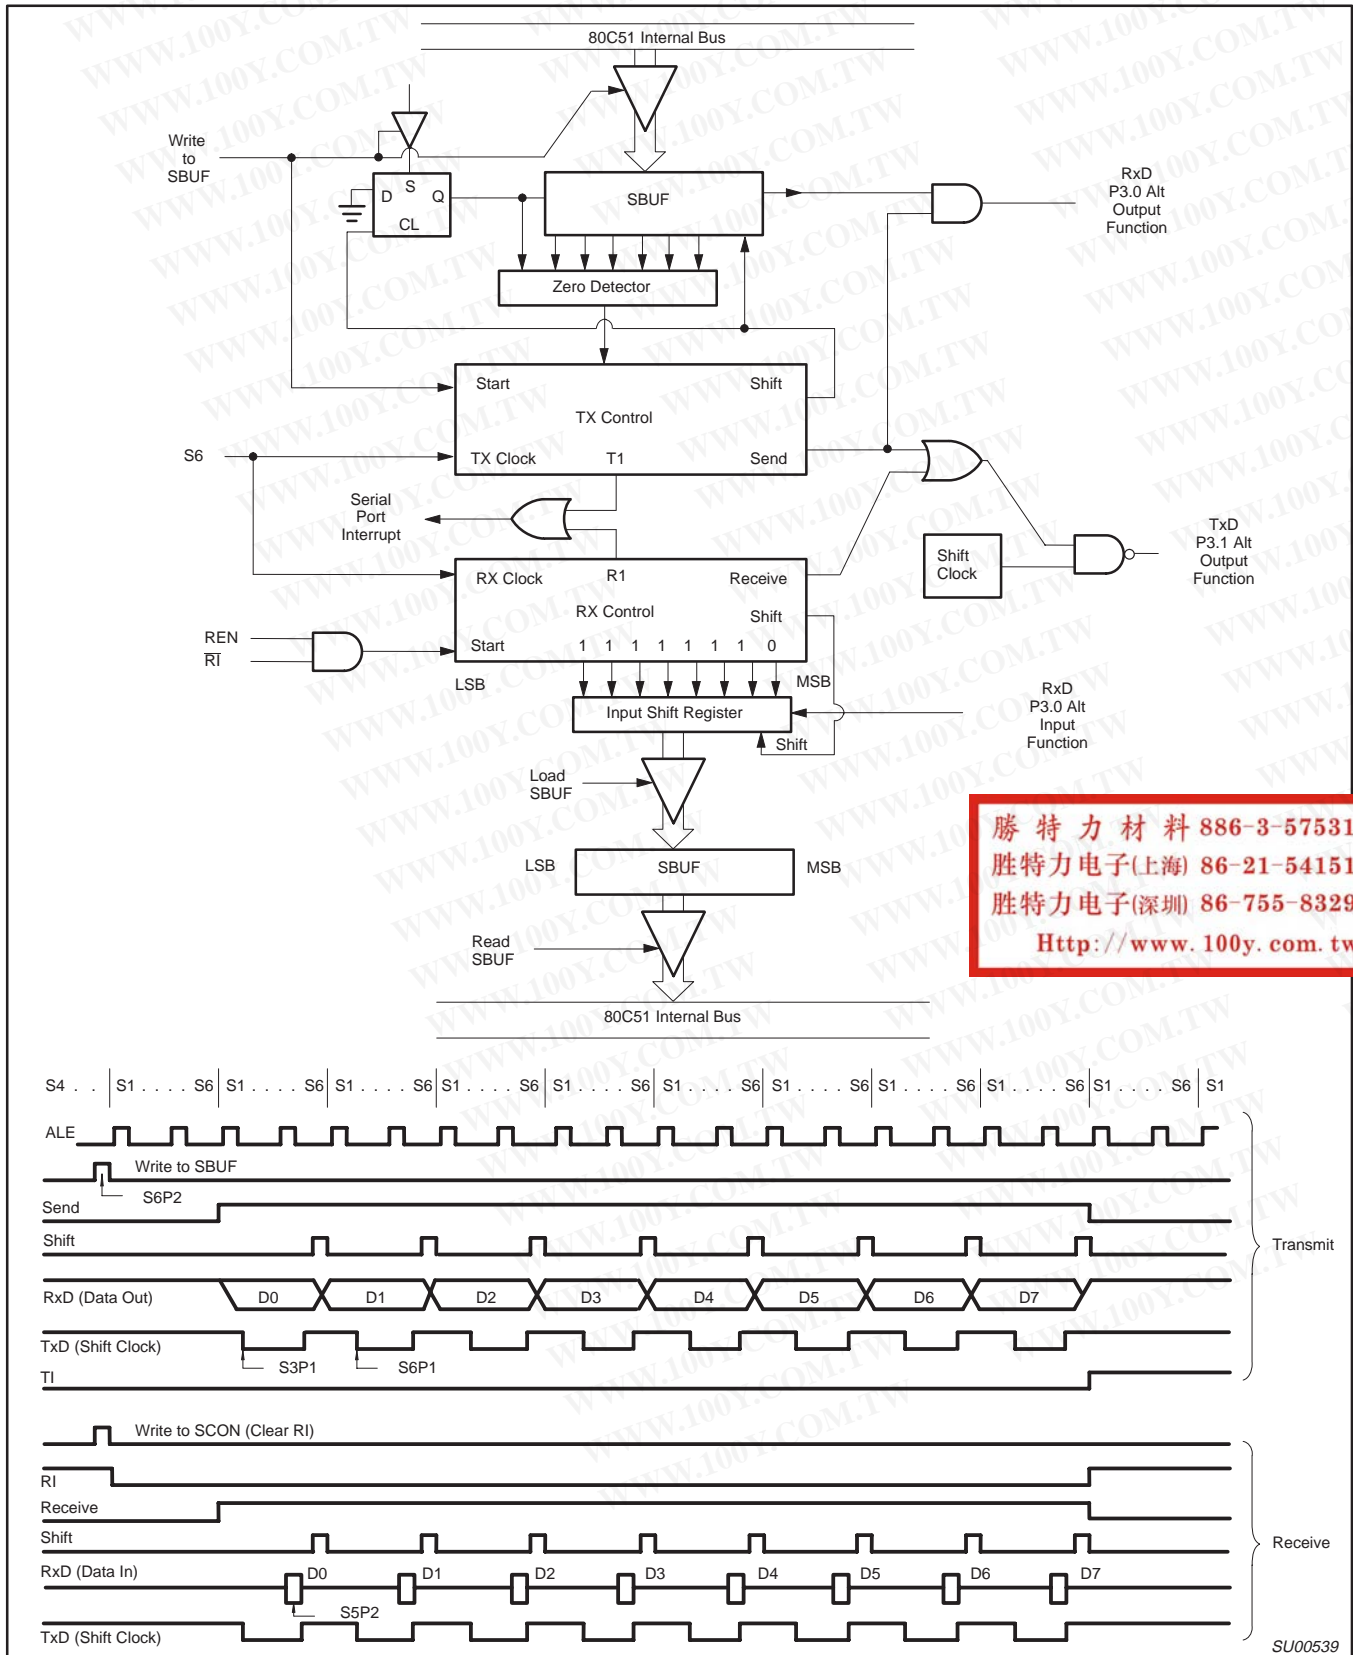 80C51 Internal Bus
Write
to
SBUF
D S Q
CL
SBUF
RxD
P3.0 Alt
Output
Function
Zero Detector
Start Shift
TX Control
S6
TX Clock T1 Send
Serial
Port
Interrupt
TxD
P3.1 Alt
Output
Function
Shift
Clock
RX Clock R1 Receive
RX Control
Shift
REN
RI
Start 1 1 1 1 1 1 1 0
LSB MSB
RxD
P3.0 Alt
Input
Function
Input Shift Register
Shift
Load
SBUF
LSB SBUF MSB
Read
SBUF
80C51 Internal Bus
勝特力材料 886-3-57531
胜特力电子(上海) 86-21-54151
胜特力电子(深圳) 86-755-8329
Http://www.100y.com.tw
S4 . . S1 . . . . S6 S1 . . . . S6 S1 . . . . S6 S1 . . . . S6 S1 . . . . S6 S1 . . . . S6 S1 . . . . S6 S1 . . . . S6 S1 . . . . S6 S1 . . . . S6 S1
ALE
Write to SBUF
S6P2
Send
Shift
Transmit
RxD (Data Out) D0 D1 D2 D3 D4 D5 D6 D7
TxD (Shift Clock)
S3P1 S6P1
TI
Write to SCON (Clear RI)
RI
Receive
Shift
Receive
RxD (Data In) D0 D1 D2 D3 D4 D5 D6 D7
S5P2
TxD (Shift Clock)
SU00539
WWW.100Y.COM.TW